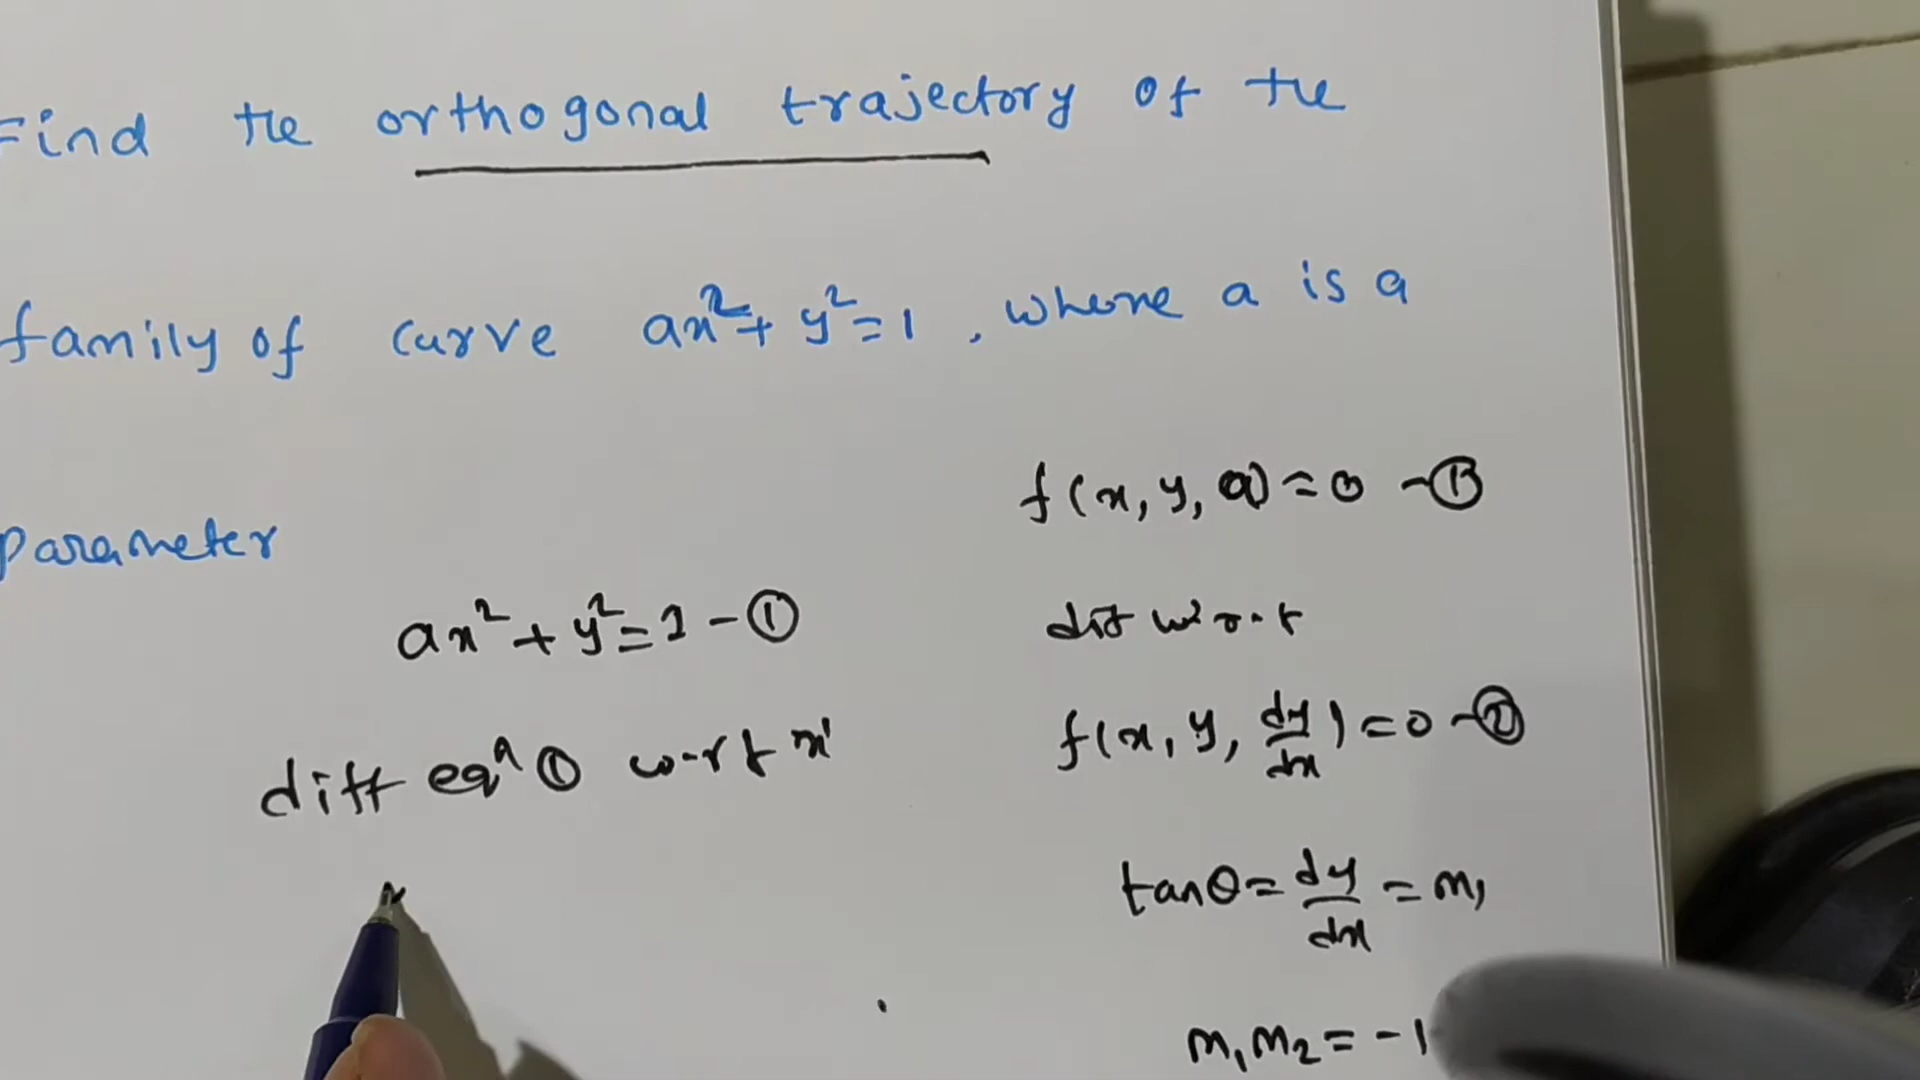 Find the orthogonal trajectory of the
family of curve ax²+ y²=1, where a is a
parameter
f(x, y, a)=0 -①
ax²+ y²=1 -①
dif w.r.t
diff eqⁿ ① w.r.t 'x'
f(x, y, dy/dx)=0 -②
tanθ= dy/dx = m₁
m₁m₂= -1